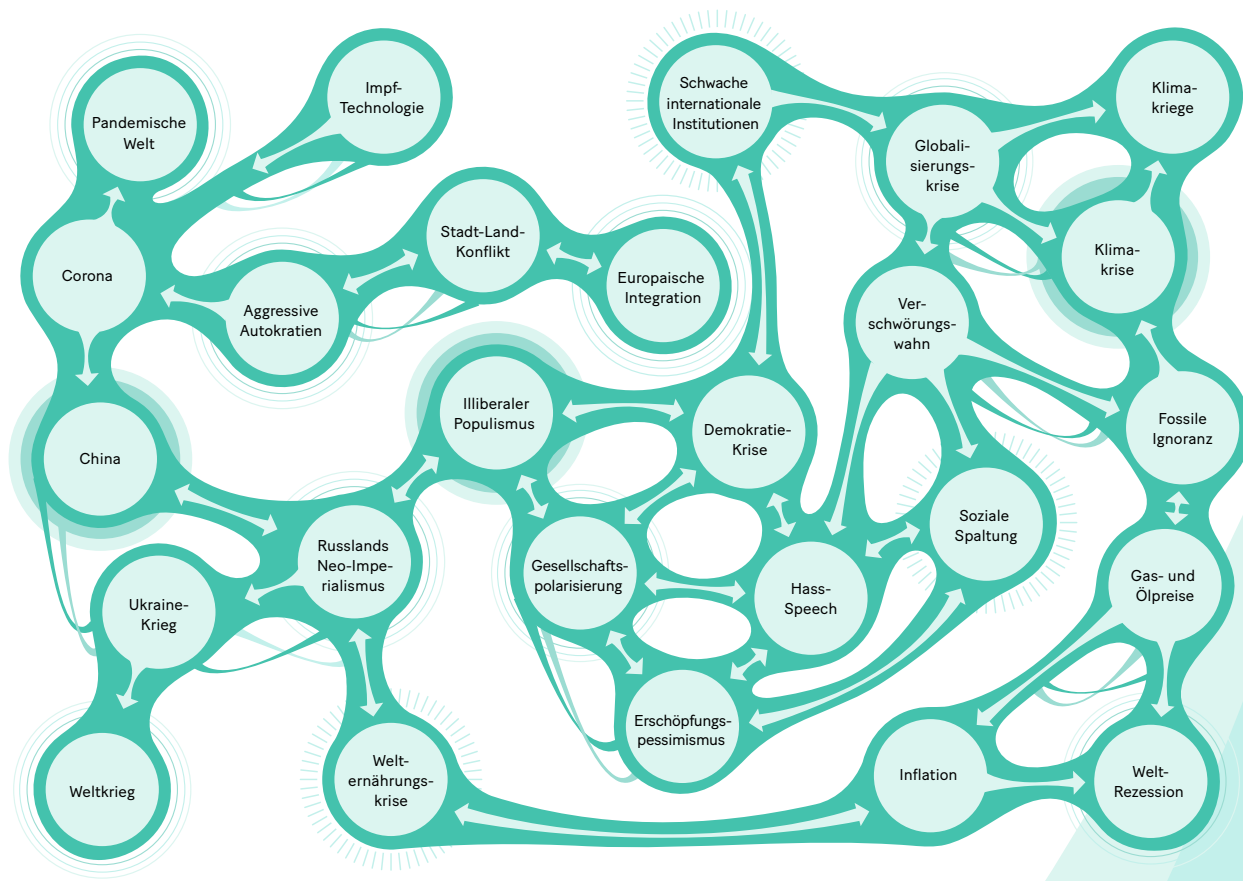 Pandemische
Welt
Impf-
Technologie
Schwache
internationale
Institutionen
Klima-
kriege
Globali-
sierungs-
krise
Corona
Stadt-Land-
Konflikt
Europaische
Integration
Klima-
krise
Aggressive
Autokratien
Ver-
schwörungs-
wahn
China
Illiberaler
Populismus
Demokratie-
Krise
Fossile
Ignoranz
Soziale
Spaltung
Russlands
Neo-Impe-
rialismus
Gesellschafts-
polarisierung
Hass-
Speech
Gas- und
Ölpreise
Ukraine-
Krieg
Erschöpfungs-
pessimismus
Weltkrieg
Welt-
ernährungs-
krise
Inflation
Welt-
Rezession